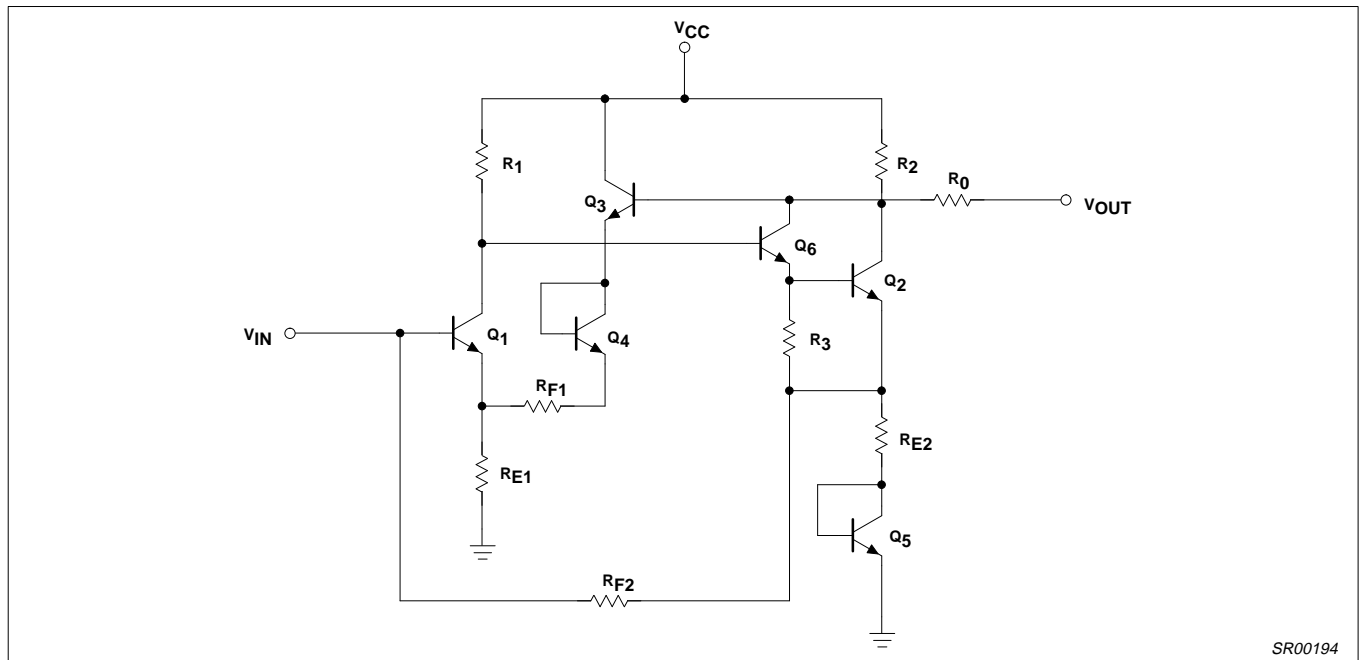 VCC
R1
R2
R0
Q3
VOUT
Q6
Q2
VIN
Q1
Q4
R3
RF1
RE2
RE1
Q5
RF2
SR00194